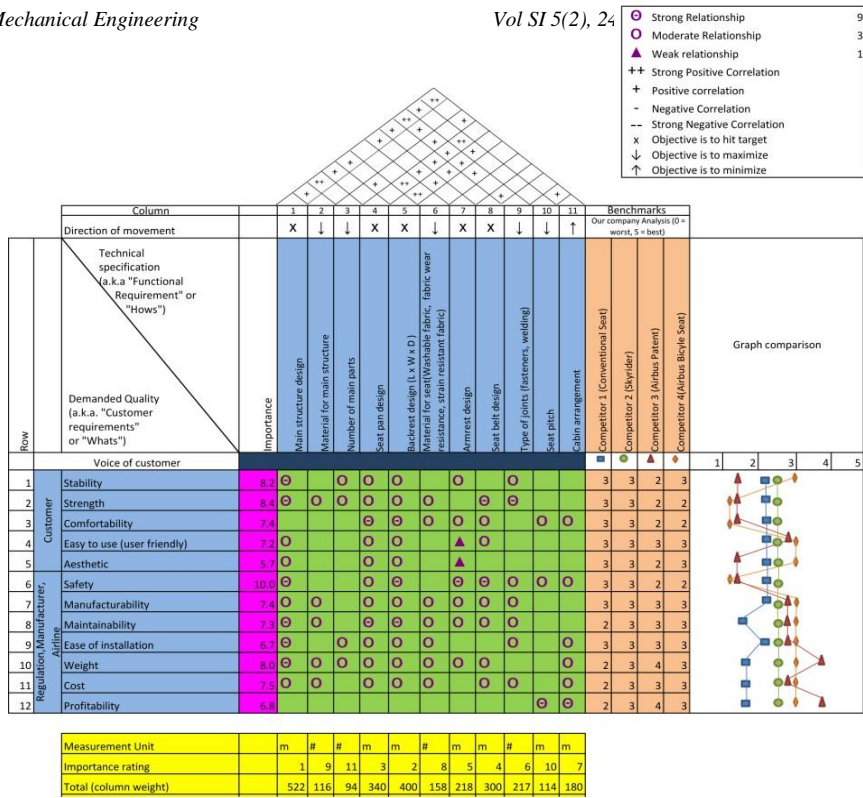 Mechanical Engineering Vol SI 5(2), 24
Θ Strong Relationship 9
Ο Moderate Relationship 3
▲ Weak relationship 1
++ Strong Positive Correlation
+ Positive correlation
- Negative Correlation
-- Strong Negative Correlation
x Objective is to hit target
↓ Objective is to maximize
↑ Objective is to minimize
Column 1 2 3 4 5 6 7 8 9 10 11 Benchmarks
Direction of movement x ↓ ↓ x x ↓ x x ↓ ↓ ↑
Our company Analysis (0 =
worst, 5 = best)
Technical
specification
(a.k.a "Functional
Requirement" or
"Hows")
Demanded Quality
(a.k.a. "Customer
requirements"
or "Whats")
Row
Importance
Main structure design
Material for main structure
Number of main parts
Seat pan design
Backrest design (L x W x D )
Material for seat(Washable fabric, fabric wear
resistance, strain resistant fabric)
Armrest design
Seat belt design
Type of joints (fasteners, welding)
Seat pitch
Cabin arrangement
Competitor 1 (Conventional Seat)
Competitor 2 (Skyrider)
Competitor 3 (Airbus Patent)
Competitor 4(Airbus Bicyle Seat)
Graph comparison
Voice of customer
1 2 3 4 5
Customer
Regulation,Manufacturer,
Airline
1 Stability 8.2 Θ Ο Ο Ο Ο Ο 3 3 2 3
2 Strength 8.4 Θ Ο Ο Ο Ο Ο Θ Θ 3 3 2 2
3 Comfortability 7.4 Θ Θ Ο Ο Ο Ο Ο 3 3 2 2
4 Easy to use (user friendly) 7.2 Ο Ο Ο ▲ Ο 3 3 3 3
5 Aesthetic 5.7 Ο Ο Ο ▲ 3 3 2 3
6 Safety 10.0 Θ Ο Θ Θ Θ Ο Ο Ο 3 3 2 2
7 Manufacturability 7.4 Ο Ο Ο Ο Ο Ο Ο Ο 3 3 3 3
8 Maintainability 7.3 Θ Ο Θ Θ Ο Ο Ο Ο 2 3 3 3
9 Ease of installation 6.7 Θ Ο Ο Ο Ο Ο Ο 3 3 3 3
10 Weight 8.0 Θ Ο Ο Ο Ο Ο Ο Ο Ο 2 3 4 3
11 Cost 7.5 Ο Ο Ο Ο Ο Ο Ο Ο 2 3 3 3
12 Profitability 6.8 Θ Θ 2 3 4 3
Measurement Unit m # # m m # m m # m m
Importance rating 1 9 11 3 2 8 5 4 6 10 7
Total (column weight) 522 116 94 340 400 158 218 300 217 114 180